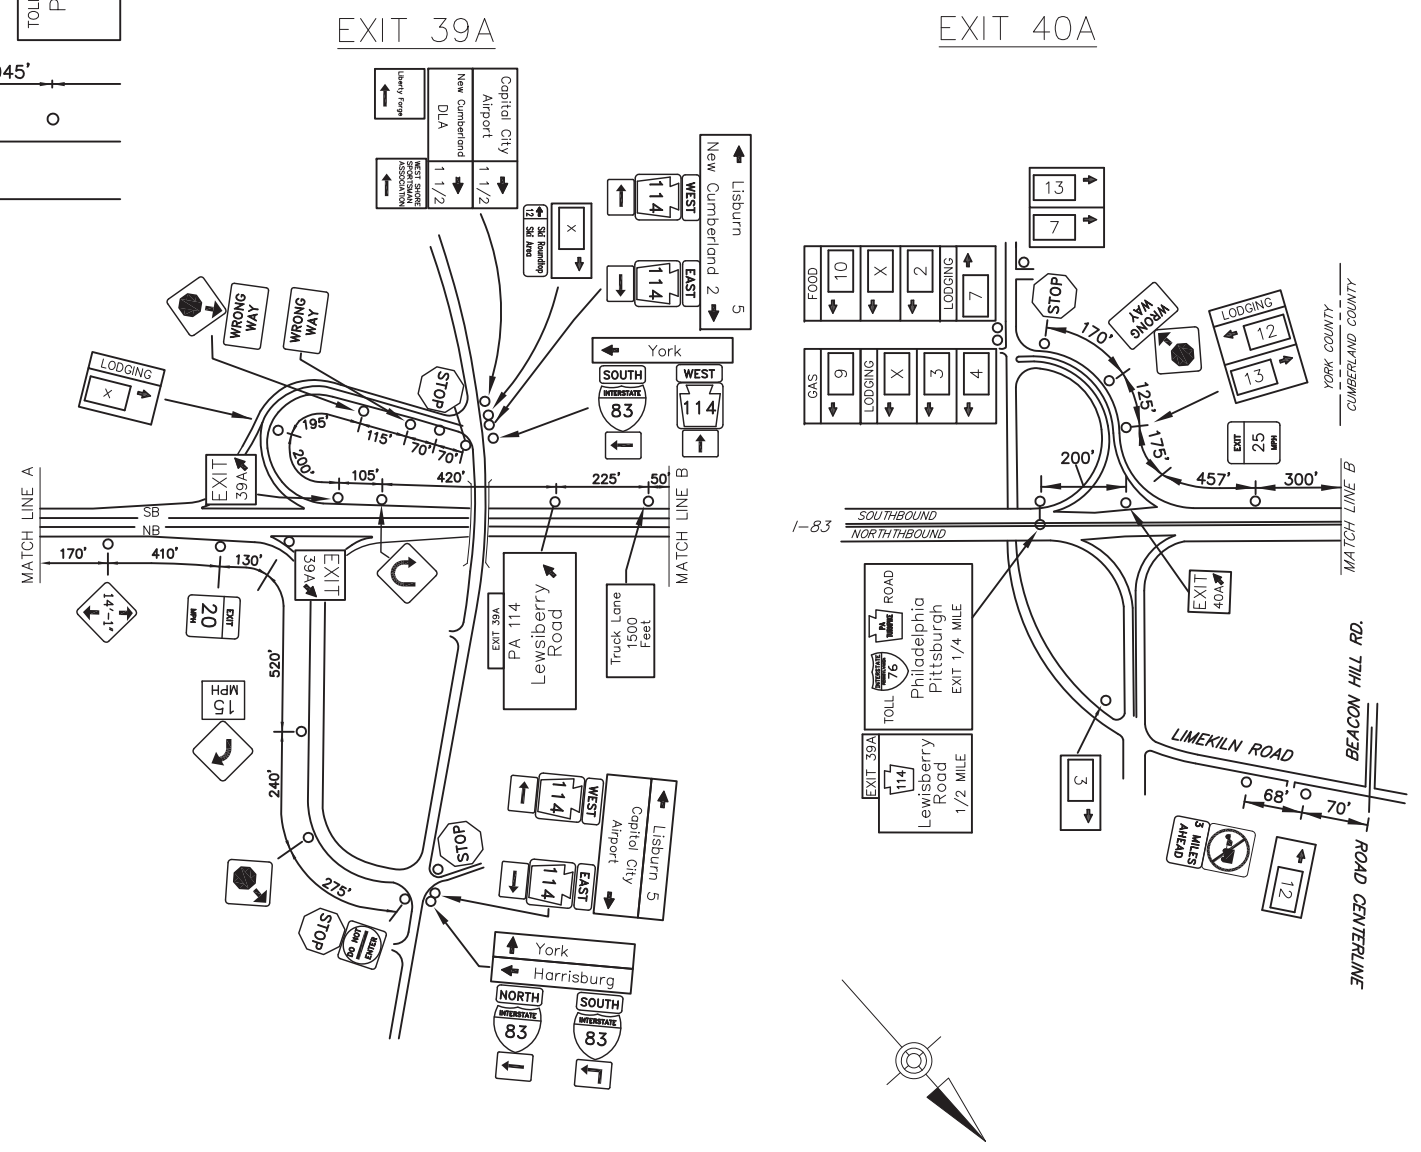 TOLL
P
045'
EXIT 39A
EXIT 40A
Liberty Forge
WEST SHORE
SPORTSMAN
ASSOCIATION
New Cumberland
DLA
1 1/2
Capital City
Airport
1 1/2
X
Ski Roundtop
Ski Area
12
WEST
114
EAST
114
Lisburn 5
New Cumberland 2
York
SOUTH
INTERSTATE
83
WEST
114
WRONG
WAY
WRONG
WAY
LODGING
X
STOP
195'
115'
70'
70'
200'
105'
420'
225'
50'
EXIT
39A
MATCH LINE A
SB
NB
MATCH LINE B
170'
410'
130'
14'-1"
EXIT
20
MPH
EXIT
39A
EXIT 39A
PA 114
Lewsiberry
Road
Truck Lane
1500
Feet
520'
15
MPH
240'
275'
STOP
DO NOT
ENTER
STOP
WEST
114
EAST
114
Lisburn 5
Capitol City
Airport
York
Harrisburg
NORTH
INTERSTATE
83
SOUTH
INTERSTATE
83
13
7
FOOD
10
X
2
LODGING
7
GAS
9
LODGING
X
3
4
STOP
WRONG
WAY
LODGING
12
13
YORK COUNTY
CUMBERLAND COUNTY
170'
125'
175'
EXIT
25
MPH
200'
457'
300'
I-83
SOUTHBOUND
NORTHTHBOUND
MATCH LINE B
EXIT
40A
TOLL
INTERSTATE
76
PA
TURNPIKE
ROAD
Philadelphia
Pittsburgh
EXIT 1/4 MILE
EXIT 39A
114
Lewisberry
Road
1/2 MILE
3
LIMEKILN ROAD
BEACON HILL RD.
68'
70'
3 MILES
AHEAD
12
ROAD CENTERLINE